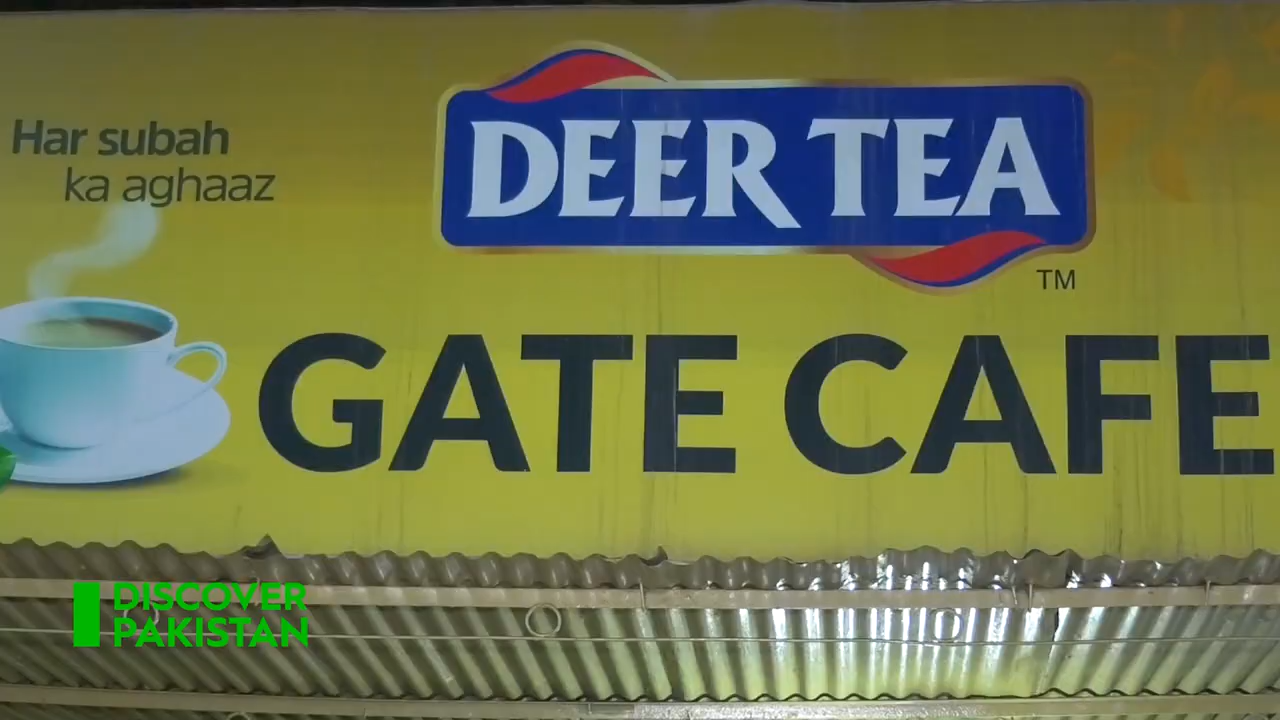 Har subah
ka aghaaz
DEER TEA
TM
GATE CAFE
DISCOVER
PAKISTAN